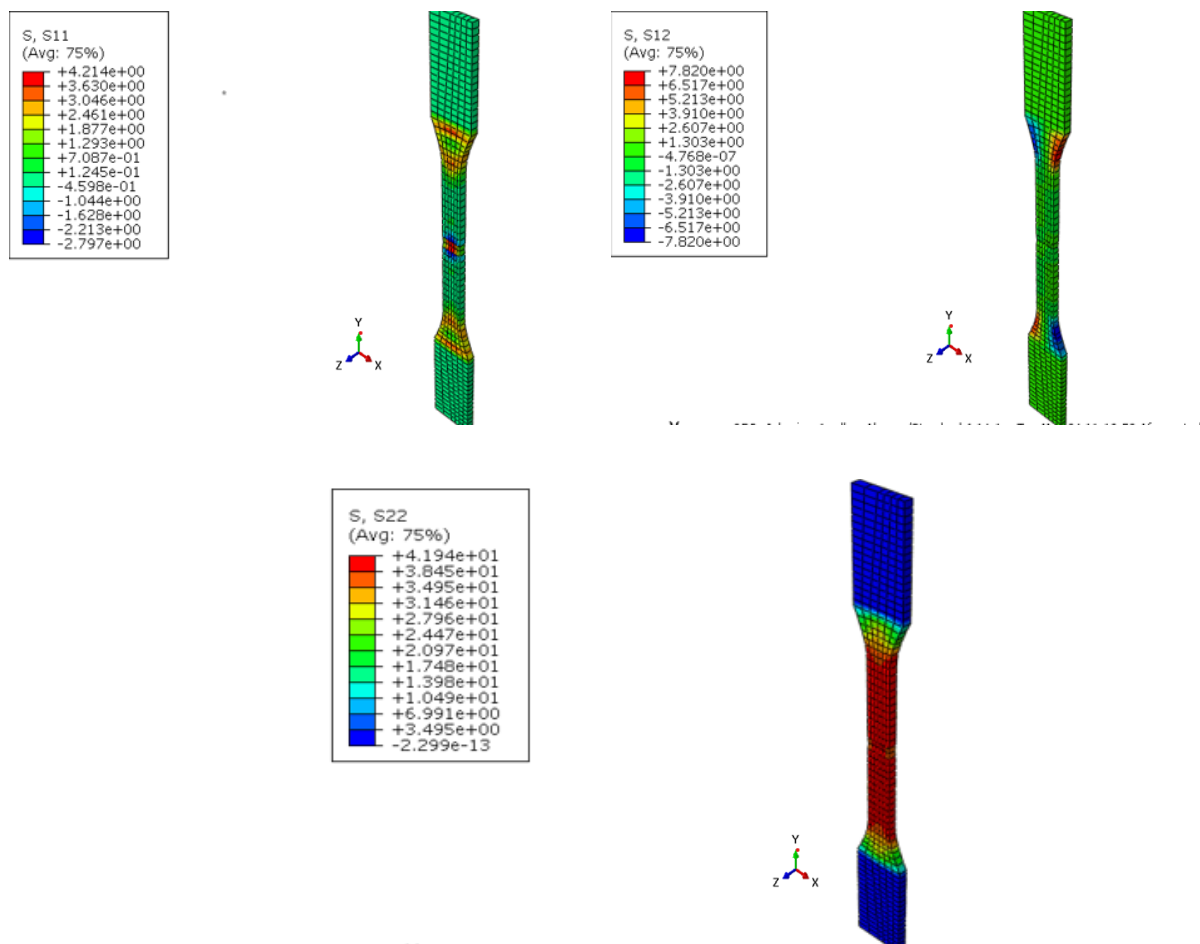 S, S11
(Avg: 75%)
+4.214e+00
+3.630e+00
+3.046e+00
+2.461e+00
+1.877e+00
+1.293e+00
+7.087e-01
+1.245e-01
-4.598e-01
-1.044e+00
-1.628e+00
-2.213e+00
-2.797e+00
Y
Z
X
S, S12
(Avg: 75%)
+7.820e+00
+6.517e+00
+5.213e+00
+3.910e+00
+2.607e+00
+1.303e+00
-4.768e-07
-1.303e+00
-2.607e+00
-3.910e+00
-5.213e+00
-6.517e+00
-7.820e+00
Y
Z
X
S, S22
(Avg: 75%)
+4.194e+01
+3.845e+01
+3.495e+01
+3.146e+01
+2.796e+01
+2.447e+01
+2.097e+01
+1.748e+01
+1.398e+01
+1.049e+01
+6.991e+00
+3.495e+00
-2.299e-13
Y
Z
X